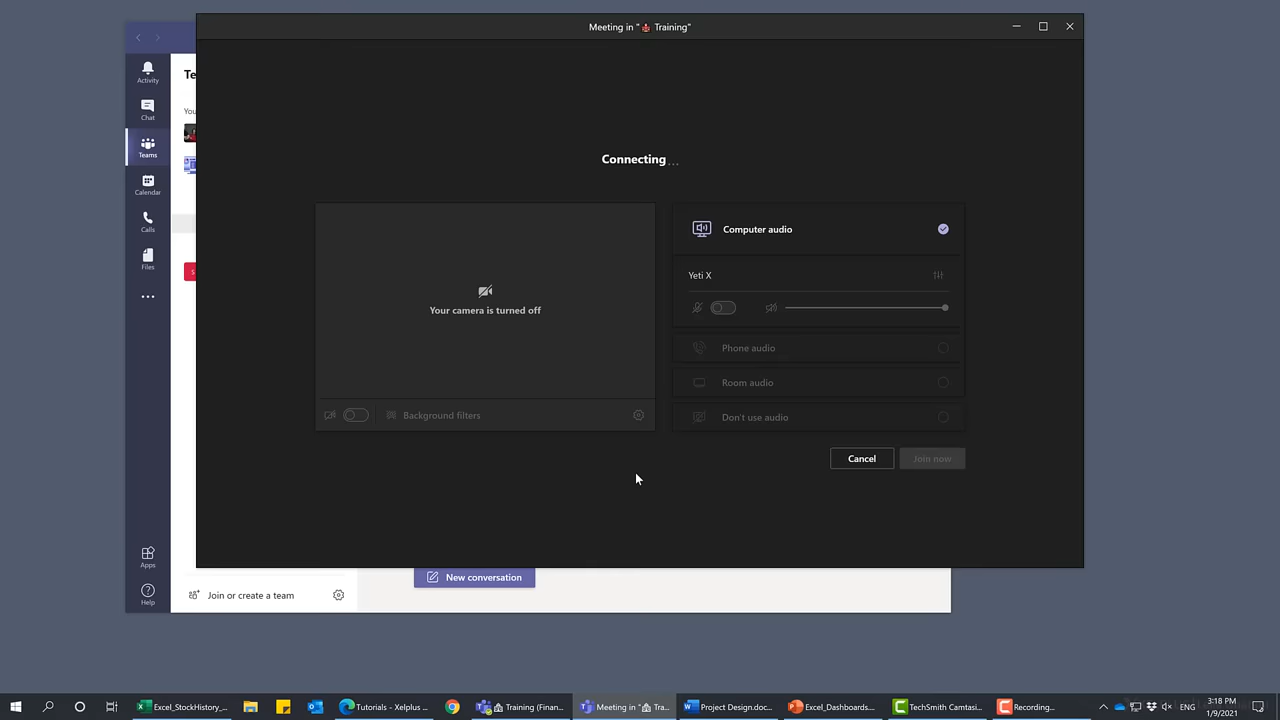 Meeting in " Training"
Activity
Te
Chat
You
Teams
Calendar
Calls
Files
S
Connecting...
Your camera is turned off
Background filters
Computer audio
Yeti X
Phone audio
Room audio
Don't use audio
Cancel
Join now
Apps
Help
New conversation
Join or create a team
Excel_StockHistory_...
Tutorials - Xelplus ...
Training (Finan...
Meeting in " Tra...
Project Design.doc...
Excel_Dashboards...
TechSmith Camtasi...
Recording...
ENG
3:18 PM
1/9/2021